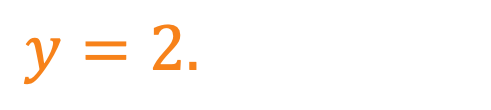 y = 2.